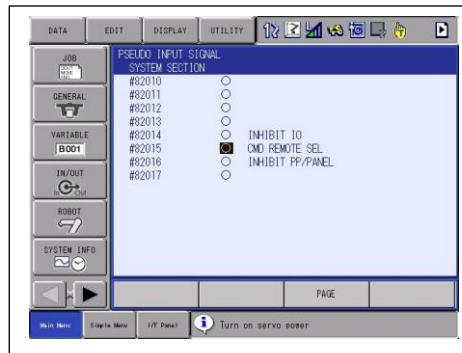 DATA EDIT DISPLAY UTILITY
PSEUDO INPUT SIGNAL
SYSTEM SECTION
#82010
#82011
#82012
#82013
#82014 INHIBIT IO
#82015 CMD REMOTE SEL
#82016 INHIBIT PP/PANEL
#82017
JOB
GENERAL
VARIABLE
B001
IN/OUT
In Out
ROBOT
SYSTEM INFO
PAGE
Main Menu Simple Menu I/F Panel Turn on servo power